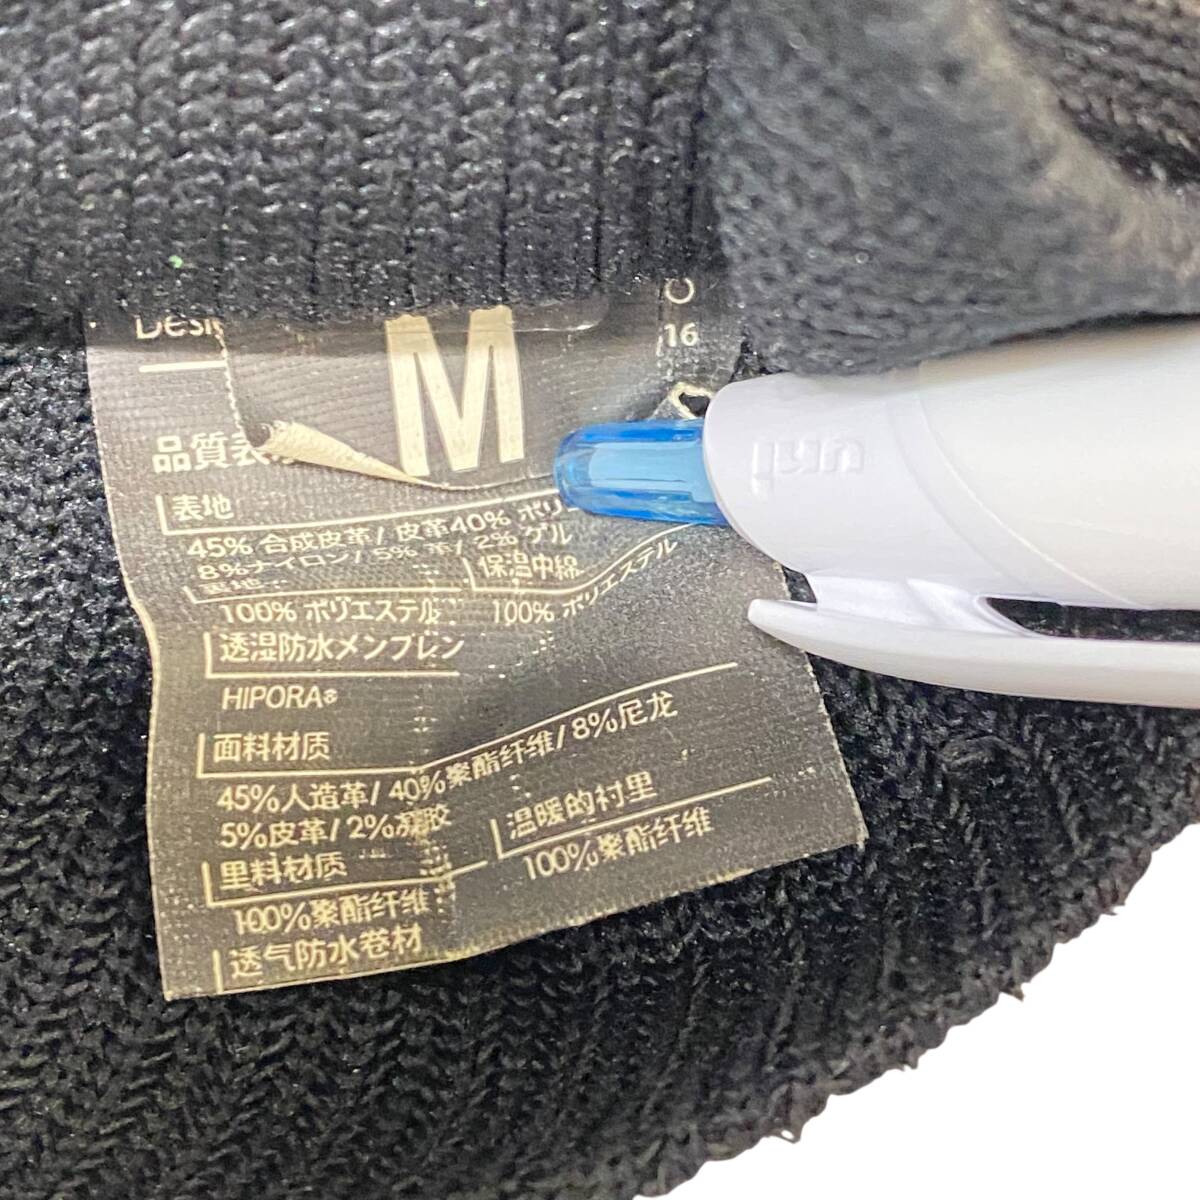 M
16
品質表
表地
45% 合成皮革/ 皮革40% ポリ
8%ナイロン/ 5% 革/ 2% ゲル
裏地
保温中綿
100% ポリエステル
100% ポリエステル
透湿防水メンブレン
HIPORA®
面料材质
45%人造革/ 40%聚酯纤维/ 8%尼龙
5%皮革/ 2%凝胶
温暖的衬里
里料材质
100%聚酯纤维
100%聚酯纤维
透气防水卷材
uni